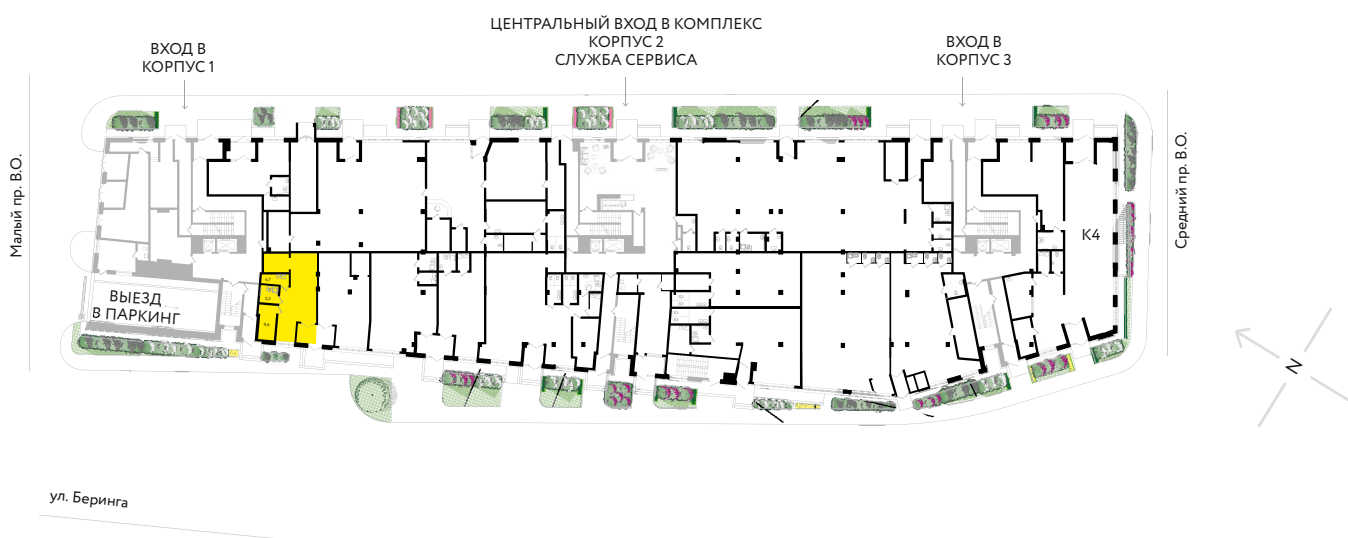 ЦЕНТРАЛЬНЫЙ ВХОД В КОМПЛЕКС
КОРПУС 2
СЛУЖБА СЕРВИСА
ВХОД В
КОРПУС 1
ВХОД В
КОРПУС 3
Малый пр. В.О.
Средний пр. В.О.
К4
ВЫЕЗД
В ПАРКИНГ
N
ул. Беринга